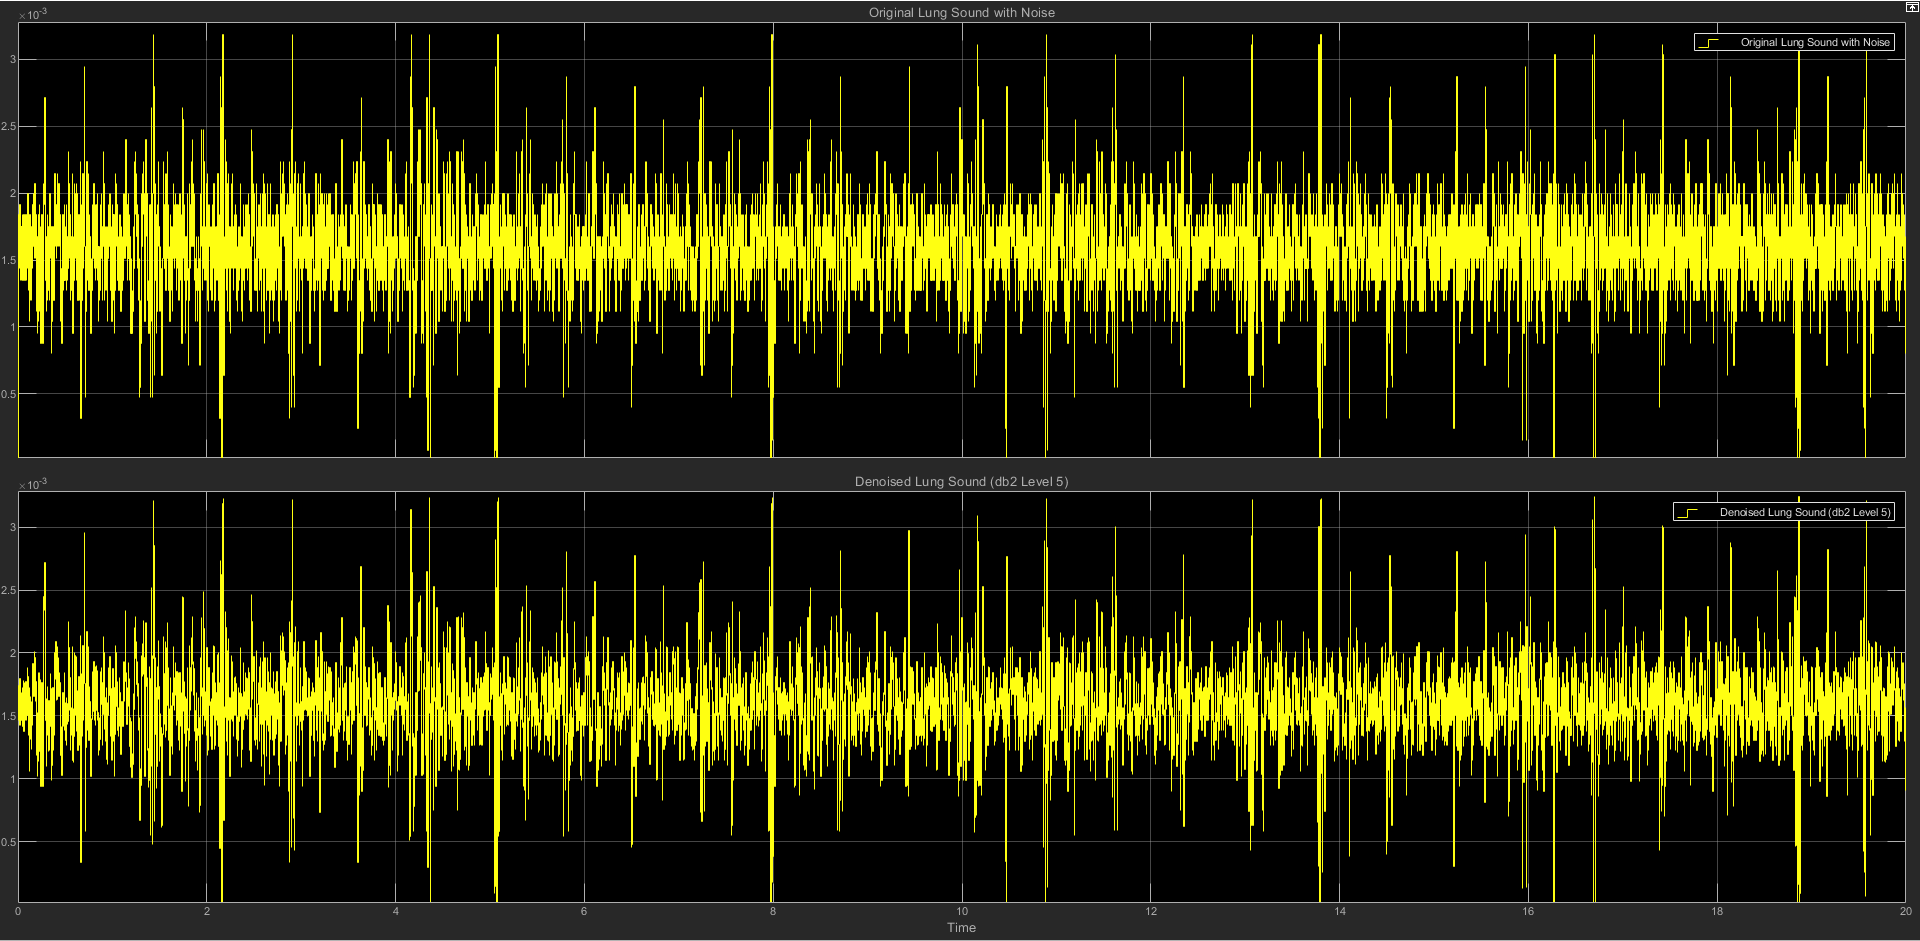 ×10⁻³
Original Lung Sound with Noise
Original Lung Sound with Noise
3
2.5
2
1.5
1
0.5
×10⁻³
Denoised Lung Sound (db2 Level 5)
Denoised Lung Sound (db2 Level 5)
3
2.5
2
1.5
1
0.5
0 2 4 6 8 10 12 14 16 18 20
Time